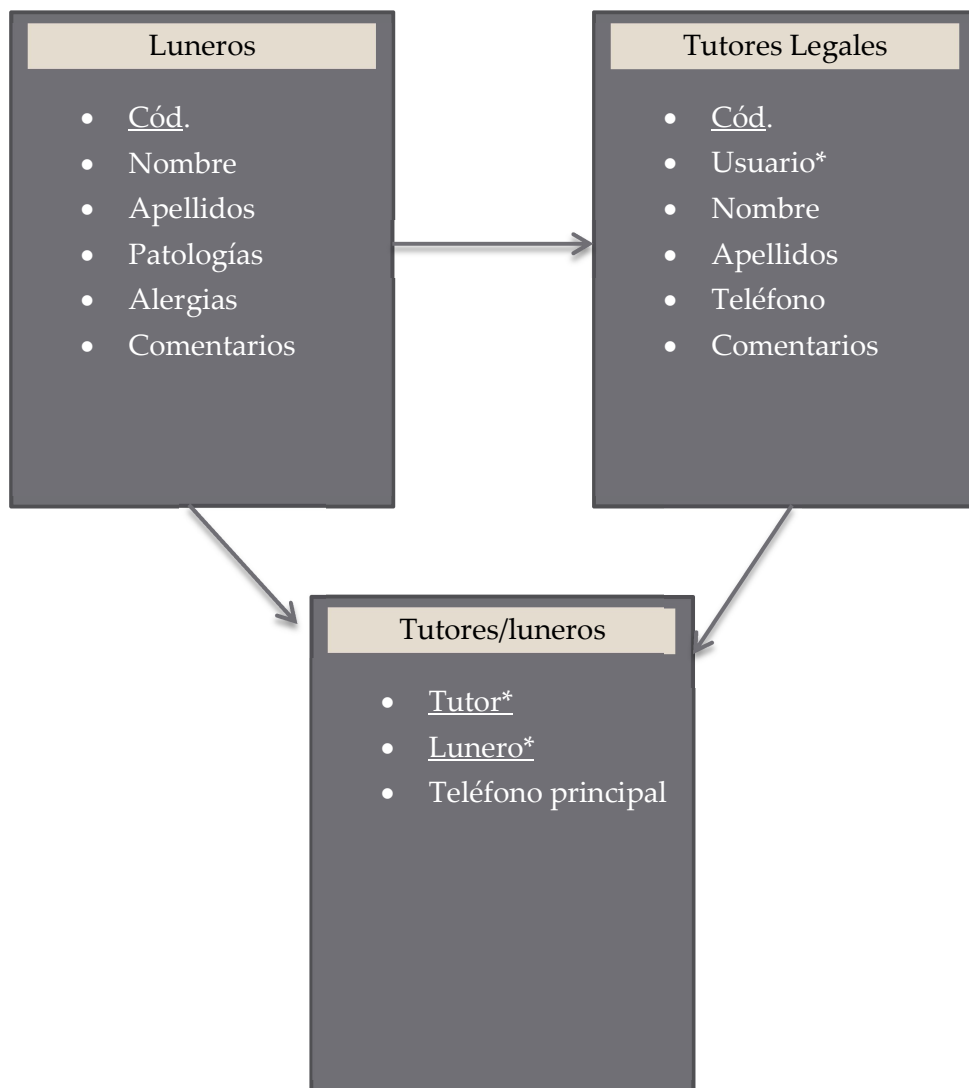 Luneros
• Cód.
• Nombre
• Apellidos
• Patologías
• Alergias
• Comentarios
Tutores Legales
• Cód.
• Usuario*
• Nombre
• Apellidos
• Teléfono
• Comentarios
Tutores/luneros
• Tutor*
• Lunero*
• Teléfono principal